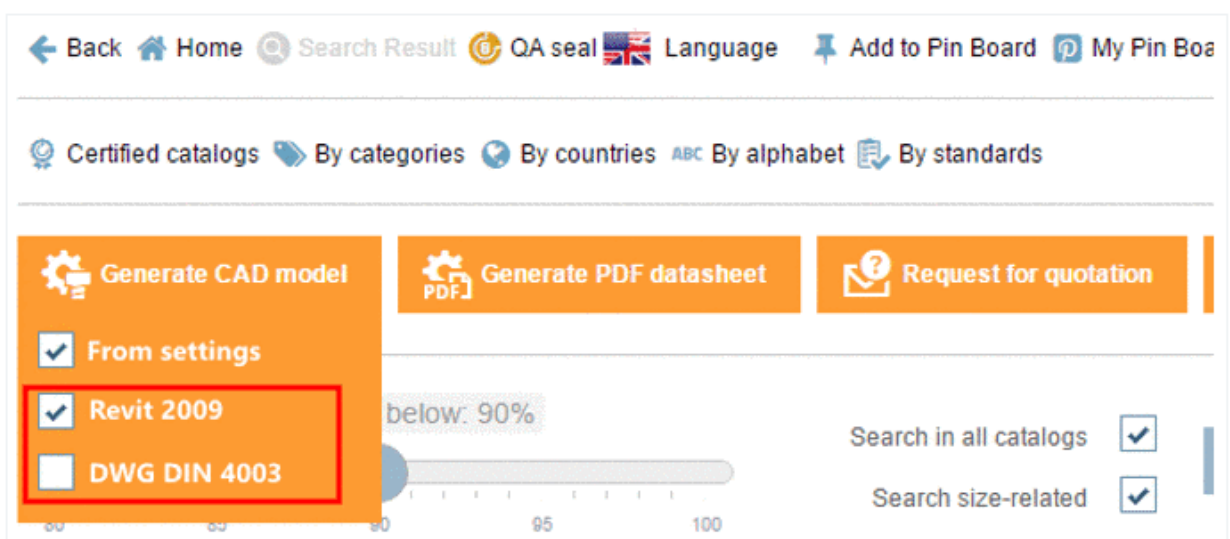 Back Home Search Result QA seal Language Add to Pin Board My Pin Boa
Certified catalogs By categories By countries ABC By alphabet By standards
Generate CAD model PDF Generate PDF datasheet Request for quotation
From settings
Revit 2009 below: 90% Search in all catalogs
DWG DIN 4003 Search size-related
90 95 100